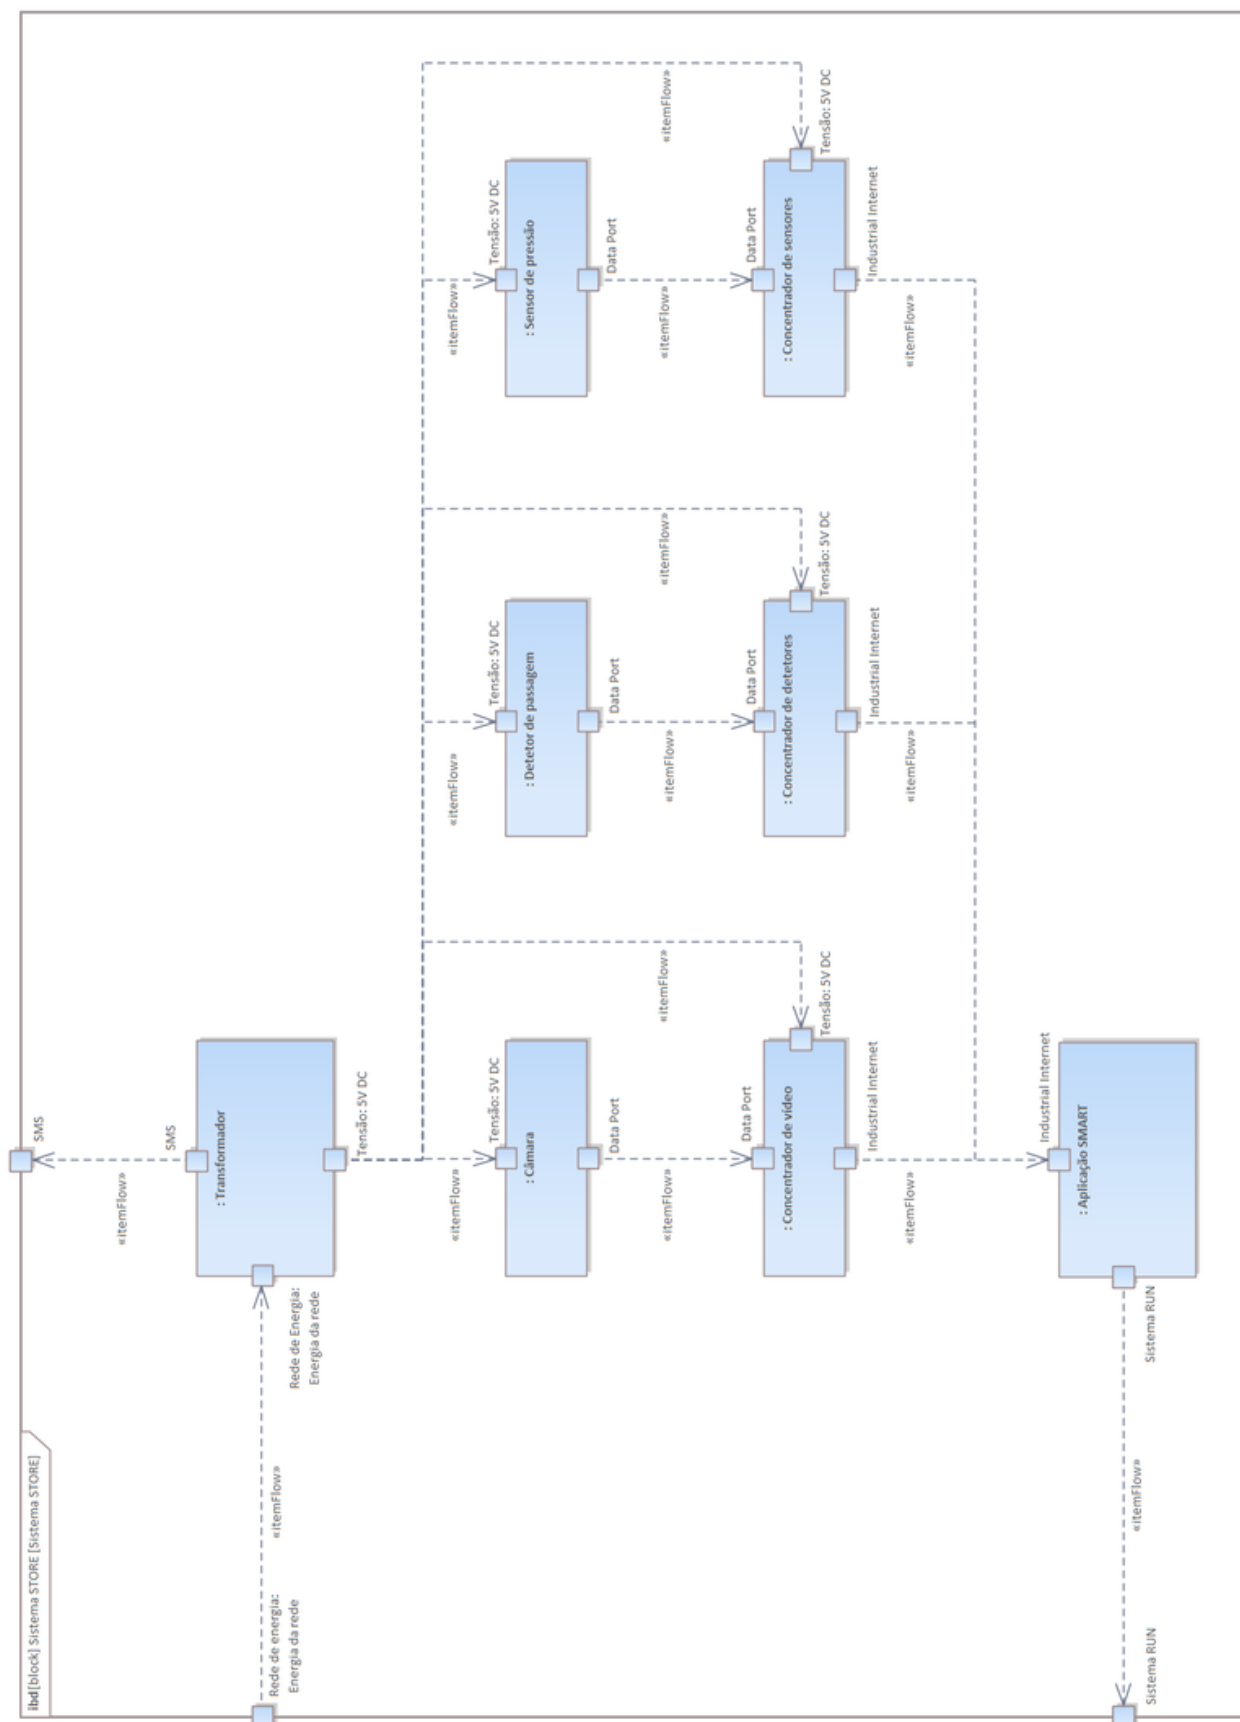 ibd [block] Sistema STORE [Sistema STORE]
SMS
«itemFlow»
SMS
Rede de energia:
Energia da rede
«itemFlow»
Rede de Energia:
Energia da rede
: Transformador
Tensão: 5V DC
«itemFlow»
Tensão: 5V DC
«itemFlow»
Tensão: 5V DC
«itemFlow»
Tensão: 5V DC
: Câmara
: Detetor de passagem
: Sensor de pressão
Data Port
Data Port
Data Port
«itemFlow»
«itemFlow»
«itemFlow»
«itemFlow»
«itemFlow»
«itemFlow»
Data Port
Data Port
Data Port
: Concentrador de vídeo
Tensão: 5V DC
: Concentrador de detetores
Tensão: 5V DC
: Concentrador de sensores
Tensão: 5V DC
Industrial Internet
Industrial Internet
Industrial Internet
«itemFlow»
«itemFlow»
«itemFlow»
Industrial Internet
: Aplicação SMART
Sistema RUN
«itemFlow»
Sistema RUN